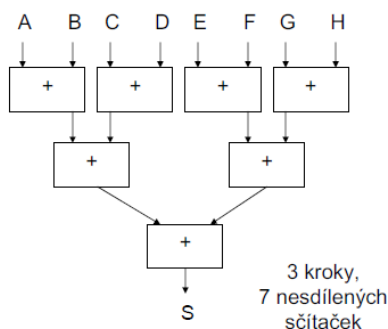 A B C D E F G H
+ + + +
+ +
+
3 kroky,
7 nesdílených
sčítaček
S